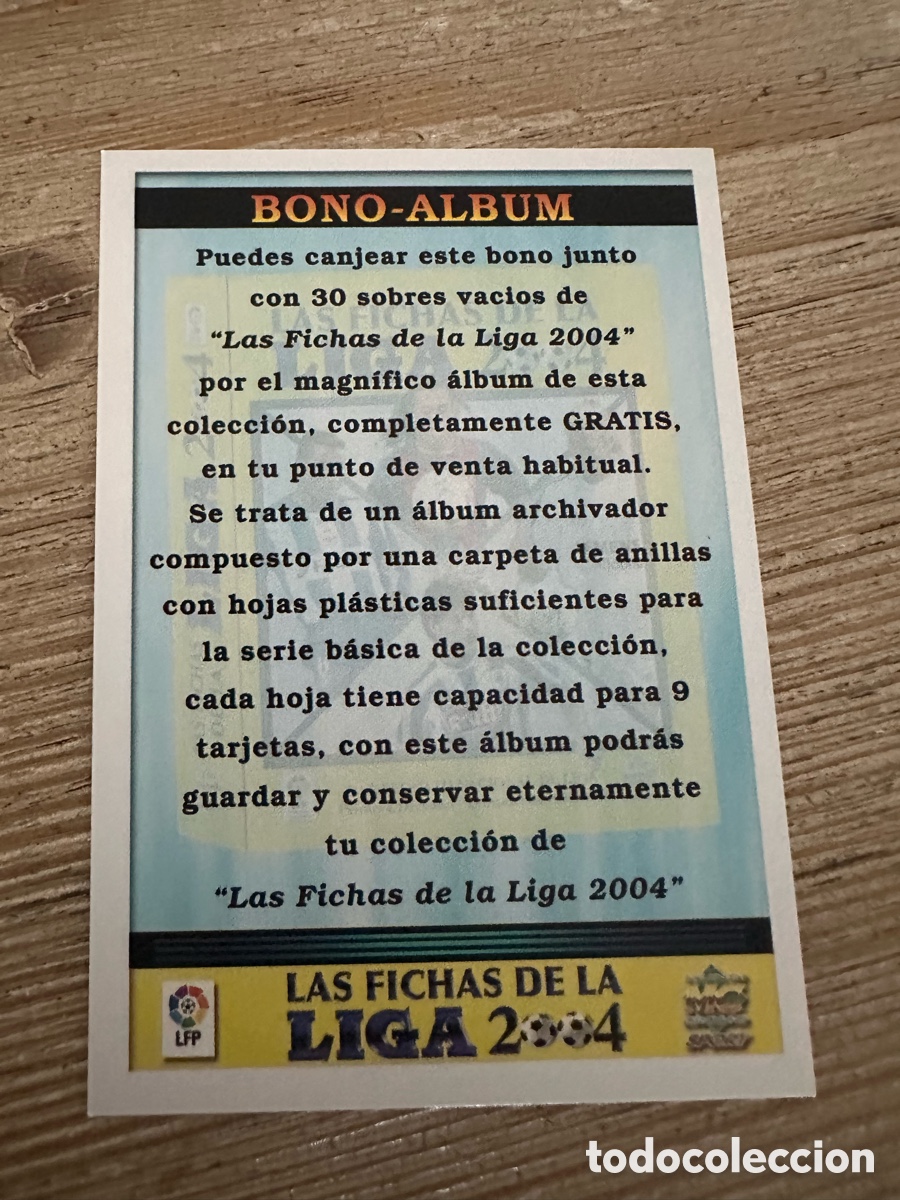 BONO-ALBUM
Puedes canjear este bono junto
con 30 sobres vacios de
“Las Fichas de la Liga 2004”
por el magnífico álbum de esta
colección, completamente GRATIS,
en tu punto de venta habitual.
Se trata de un álbum archivador
compuesto por una carpeta de anillas
con hojas plásticas suficientes para
la serie básica de la colección,
cada hoja tiene capacidad para 9
tarjetas, con este álbum podrás
guardar y conservar eternamente
tu colección de
“Las Fichas de la Liga 2004”
LAS FICHAS DE LA
LIGA 2004
LFP
todocoleccion